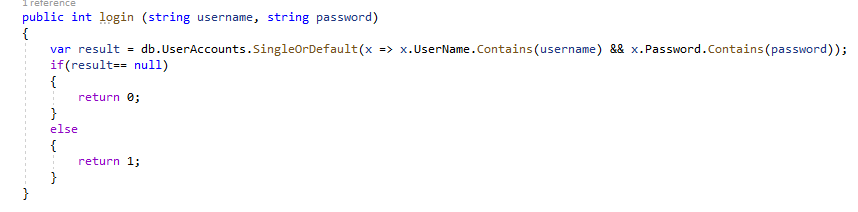 1 reference
public int login (string username, string password)
{
var result = db.UserAccounts.SingleOrDefault(x => x.UserName.Contains(username) && x.Password.Contains(password));
if(result== null)
{
return 0;
}
else
{
return 1;
}
}